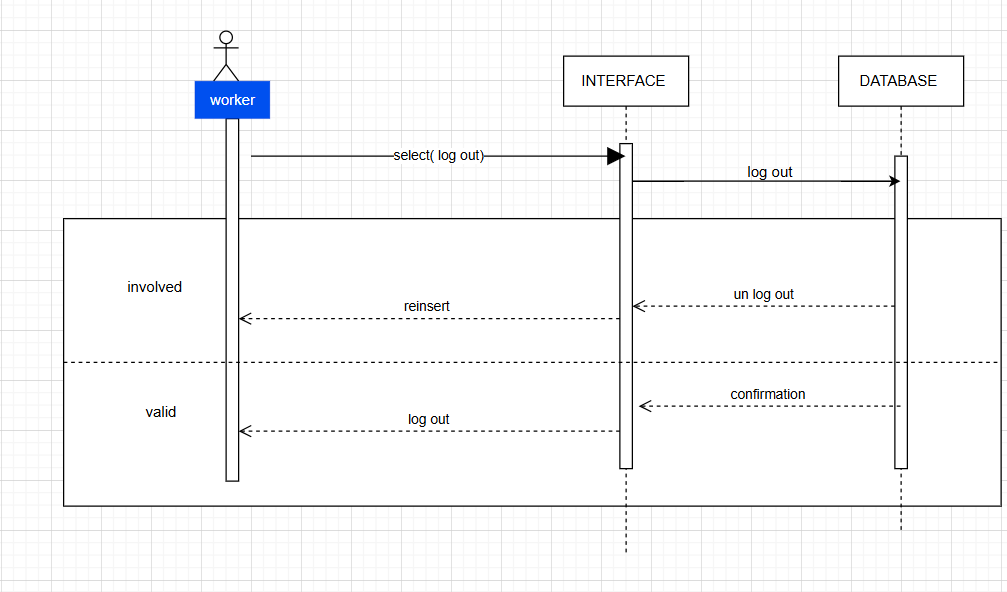 worker
INTERFACE
DATABASE
select( log out)
log out
involved
un log out
reinsert
confirmation
valid
log out